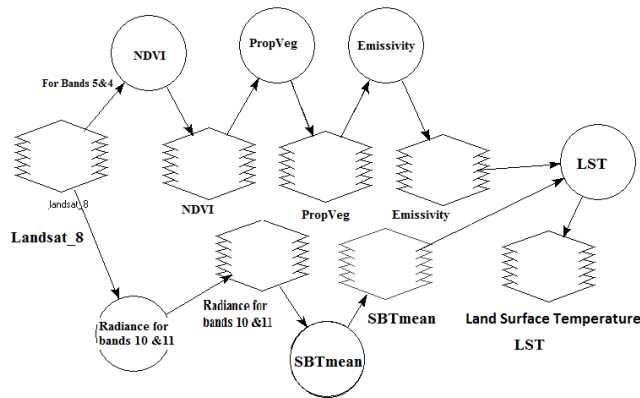 PropVeg
Emissivity
NDVI
For Bands 5&4
LST
landsat_8
NDVI
PropVeg
Emissivity
Landsat_8
Radiance for
bands 10 &11
Radiance for
bands 10 &11
SBTmean
SBTmean
Land Surface Temperature
LST